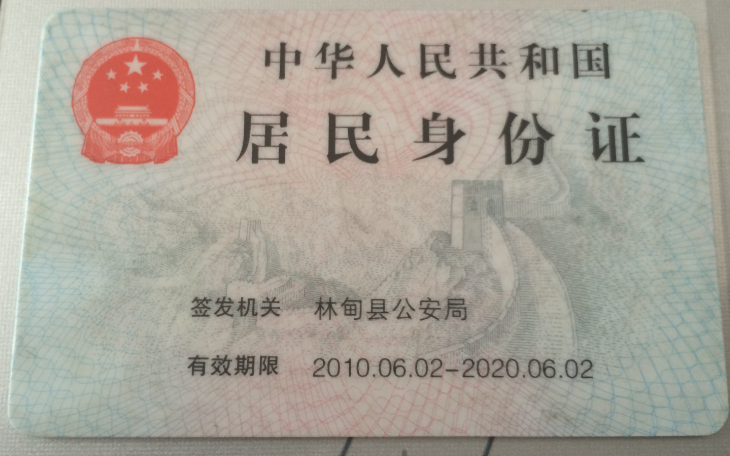 中华人民共和国
居民身份证
签发机关 林甸县公安局
有效期限 2010.06.02-2020.06.02